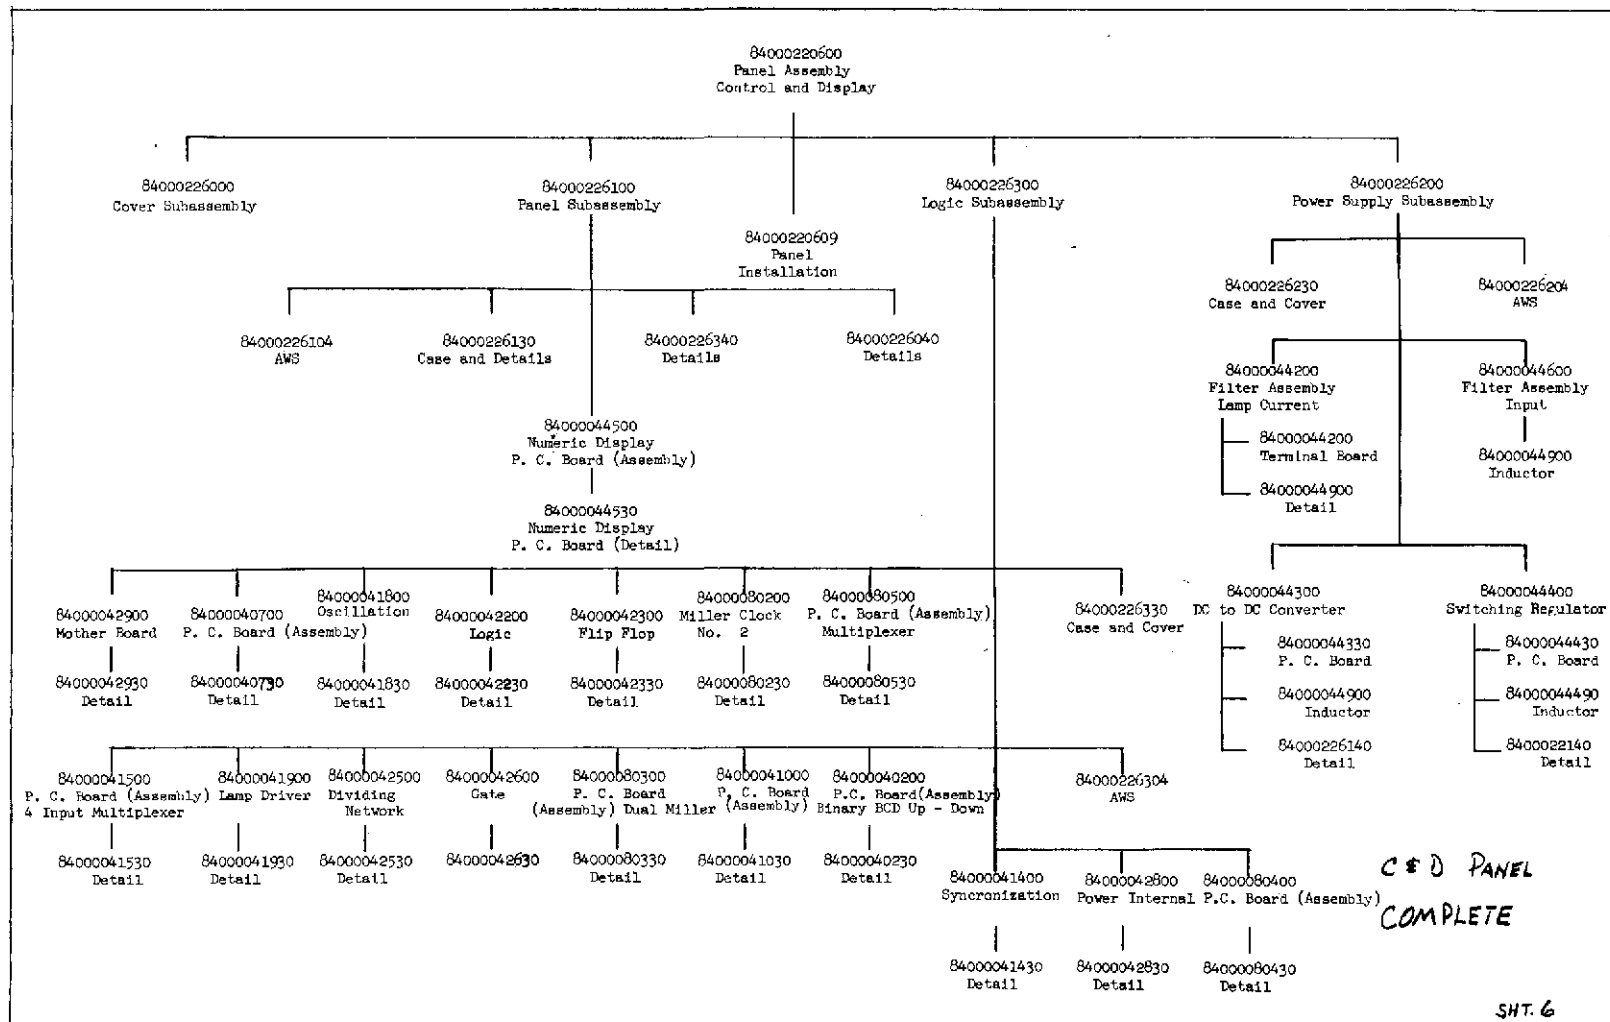 84000220600
Panel Assembly
Control and Display
84000226000
Cover Subassembly
84000226100
Panel Subassembly
84000220609
Panel
Installation
84000226300
Logic Subassembly
84000226200
Power Supply Subassembly
84000226104
AWS
84000226130
Case and Details
84000226340
Details
84000226040
Details
84000226230
Case and Cover
84000226204
AWS
84000044200
Filter Assembly
Lamp Current
84000044200
Terminal Board
84000044900
Detail
84000044600
Filter Assembly
Input
84000044900
Inductor
84000044500
Numeric Display
P. C. Board (Assembly)
84000044530
Numeric Display
P. C. Board (Detail)
84000042900
Mother Board
84000042930
Detail
84000040700
P. C. Board (Assembly)
84000040730
Detail
84000041800
Oscillation
84000041830
Detail
84000042200
Logic
84000042230
Detail
84000042300
Flip Flop
84000042330
Detail
84000080200
Miller Clock
No. 2
84000080230
Detail
84000080500
P. C. Board (Assembly)
Multiplexer
84000080530
Detail
84000226330
Case and Cover
84000044300
DC to DC Converter
84000044330
P. C. Board
84000044900
Inductor
84000226140
Detail
84000044400
Switching Regulator
84000044430
P. C. Board
84000044490
Inductor
8400022140
Detail
84000041500
P. C. Board (Assembly)
4 Input Multiplexer
84000041530
Detail
84000041900
Lamp Driver
84000041930
Detail
84000042500
Dividing
Network
84000042530
Detail
84000042600
Gate
84000042630
84000080300
P. C. Board
(Assembly) Dual Miller
84000080330
Detail
84000041000
P. C. Board
(Assembly)
84000041030
Detail
84000040200
P.C. Board(Assembly)
Binary BCD Up - Down
84000040230
Detail
84000226304
AWS
84000041400
Syncronization
84000041430
Detail
84000042800
Power Internal
84000042830
Detail
84000080400
P.C. Board (Assembly)
84000080430
Detail
C & D PANEL
COMPLETE
SHT. 6